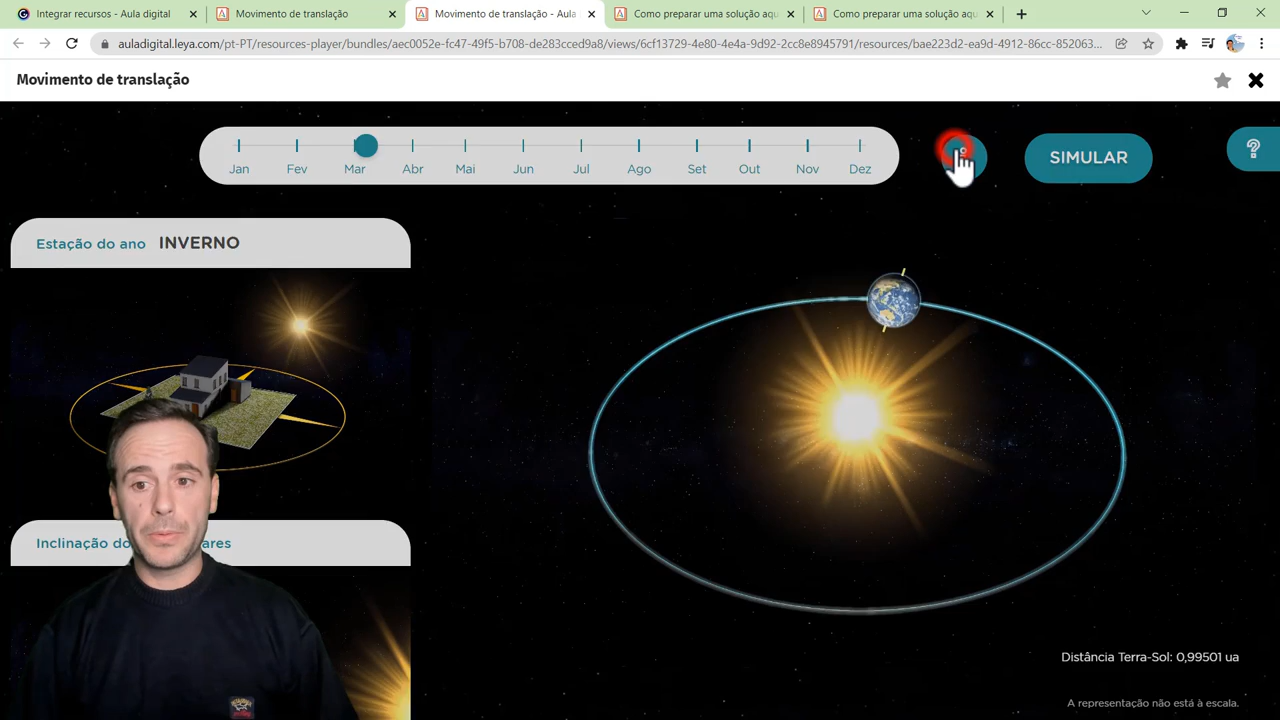 Integrar recursos - Aula digital
Movimento de translação
Movimento de translação - Aula
Como preparar uma solução aqu
Como preparar uma solução aqu
auladigital.leya.com/pt-PT/resources-player/bundles/aec0052e-fc47-49f5-b708-de283cced9a8/views/6cf13729-4e80-4e4a-9d92-2cc8e8945791/resources/bae223d2-ea9d-4912-86cc-852063...
Movimento de translação
Jan Fev Mar Abr Mai Jun Jul Ago Set Out Nov Dez
SIMULAR
?
Estação do ano INVERNO
Inclinação do
ares
Distância Terra-Sol: 0,99501 ua
A representação não está à escala.